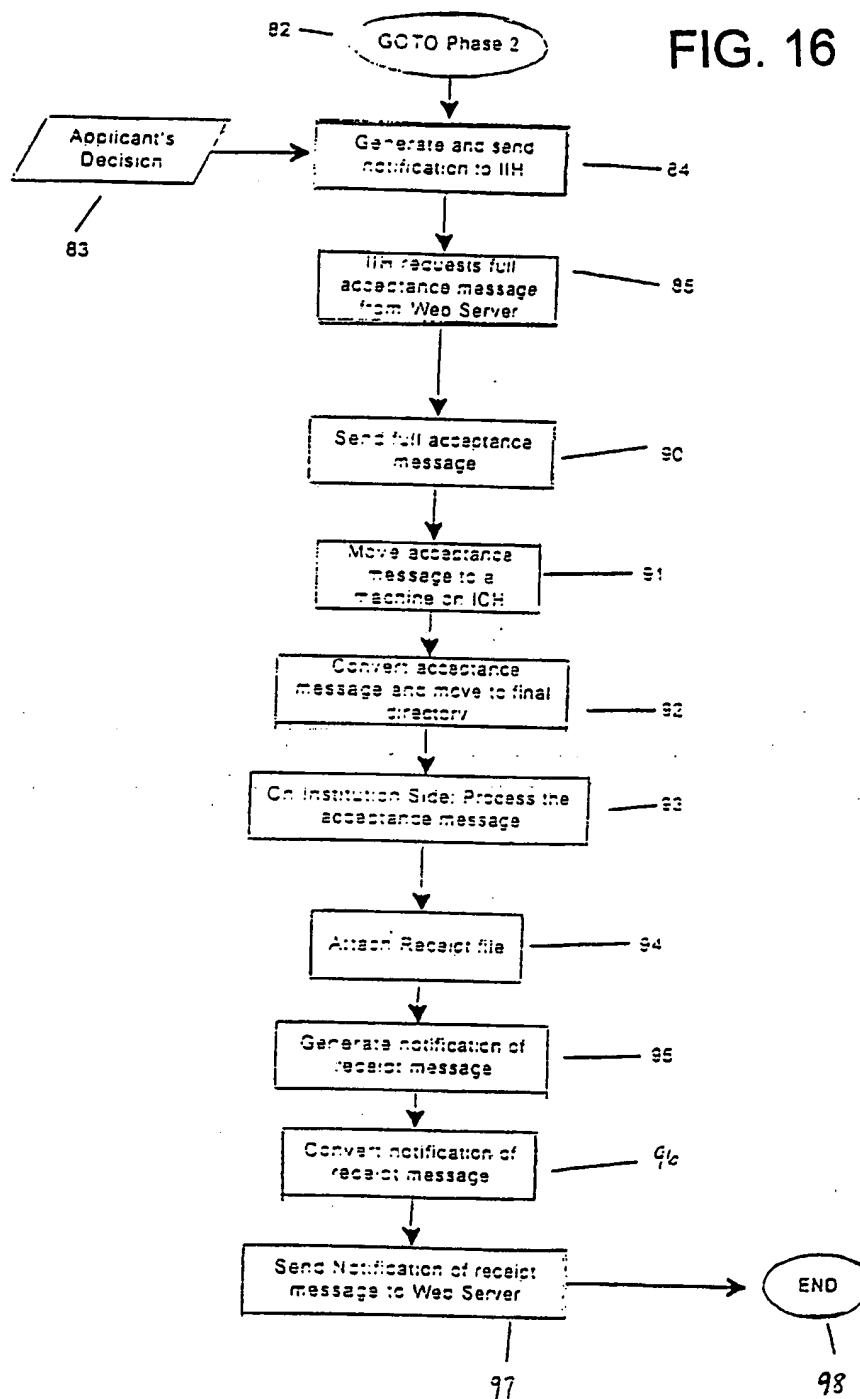 FIG. 16
82
GOTO Phase 2
Applicant's
Decision
83
Generate and send
notification to IIH
84
IIH requests full
acceptance message
from Web Server
85
Send full acceptance
message
90
Move acceptance
message to a
machine on ICH
91
Convert acceptance
message and move to final
directory
92
On Institution Side: Process the
acceptance message
93
Attach Receipt file
94
Generate notification of
receipt message
95
Convert notification of
receipt message
96
Send Notification of receipt
message to Web Server
97
END
98